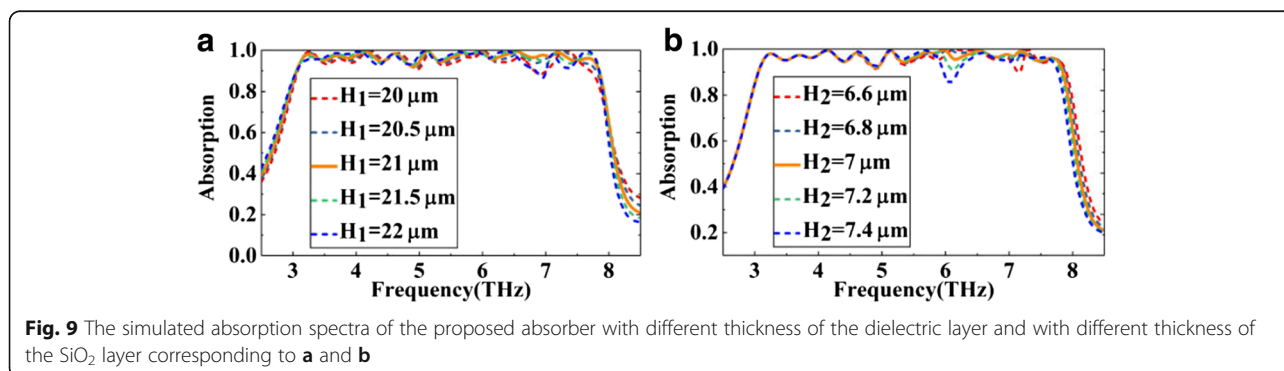 a
1.0
0.8
0.6
0.4
0.2
0.0
Absorption
H₁=20 μm
H₁=20.5 μm
H₁=21 μm
H₁=21.5 μm
H₁=22 μm
3 4 5 6 7 8
Frequency(THz)
b
1.0
0.8
0.6
0.4
0.2
Absorption
H₂=6.6 μm
H₂=6.8 μm
H₂=7 μm
H₂=7.2 μm
H₂=7.4 μm
3 4 5 6 7 8
Frequency(THz)
Fig. 9 The simulated absorption spectra of the proposed absorber with different thickness of the dielectric layer and with different thickness of
the SiO₂ layer corresponding to a and b